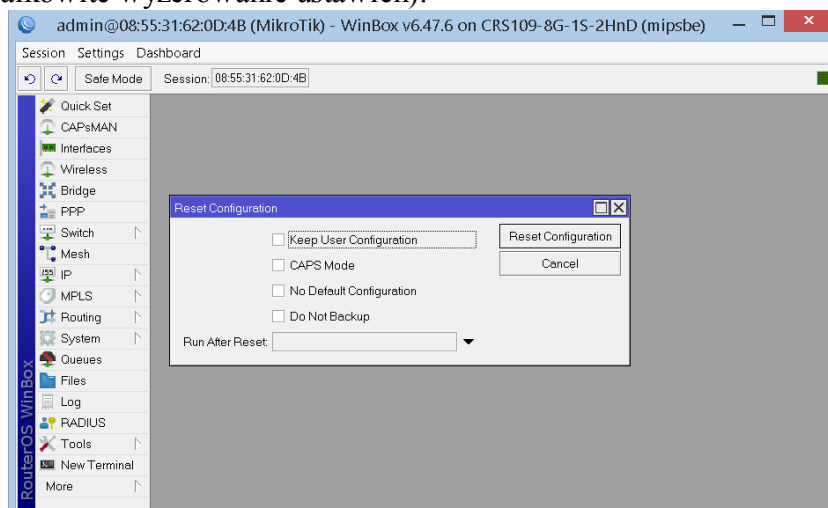 wyzerowanie ustawień).
admin@08:55:31:62:0D:4B (MikroTik) - WinBox v6.47.6 on CRS109-8G-1S-2HnD (mipsbe)
Session Settings Dashboard
Safe Mode Session: 08:55:31:62:0D:4B
Quick Set
CAPsMAN
Interfaces
Wireless
Bridge
PPP
Switch
Mesh
IP
MPLS
Routing
System
Queues
Files
Log
RADIUS
Tools
New Terminal
More
RouterOS WinBox
Reset Configuration
Keep User Configuration
CAPS Mode
No Default Configuration
Do Not Backup
Run After Reset:
Reset Configuration
Cancel